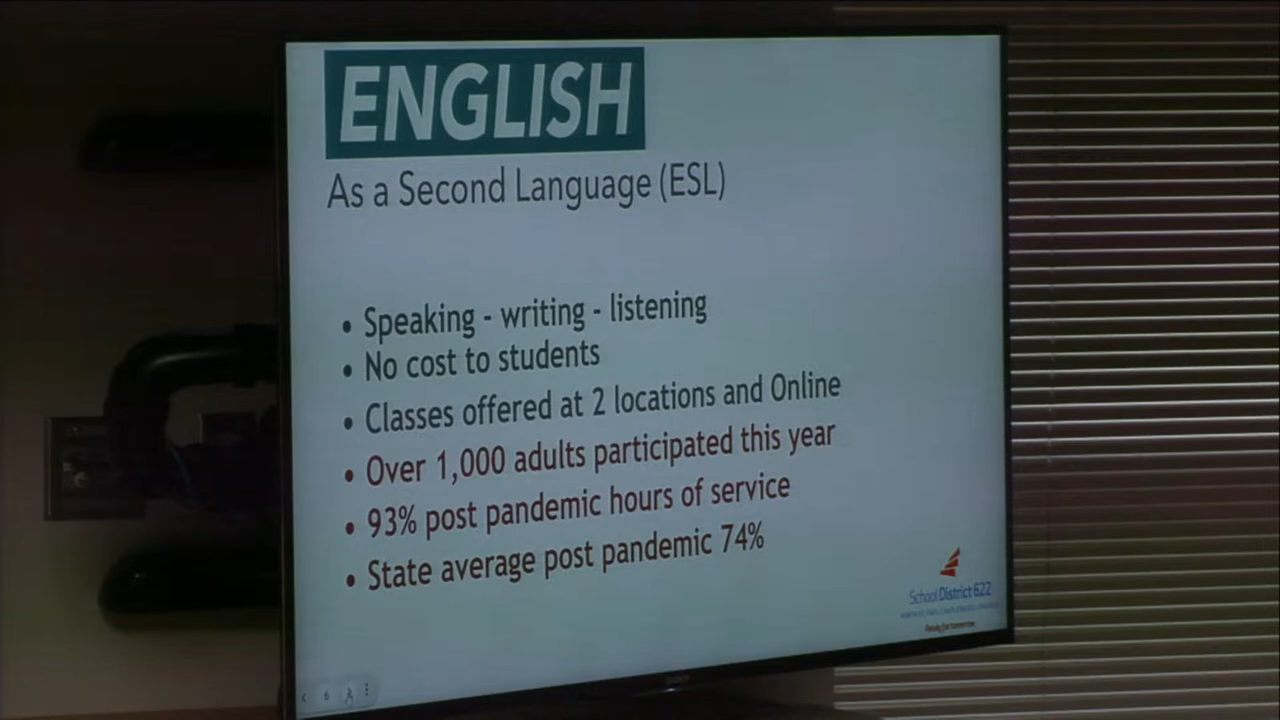 ENGLISH
As a Second Language (ESL)
• Speaking - writing - listening
• No cost to students
• Classes offered at 2 locations and Online
• Over 1,000 adults participated this year
• 93% post pandemic hours of service
• State average post pandemic 74%
School District 622
6